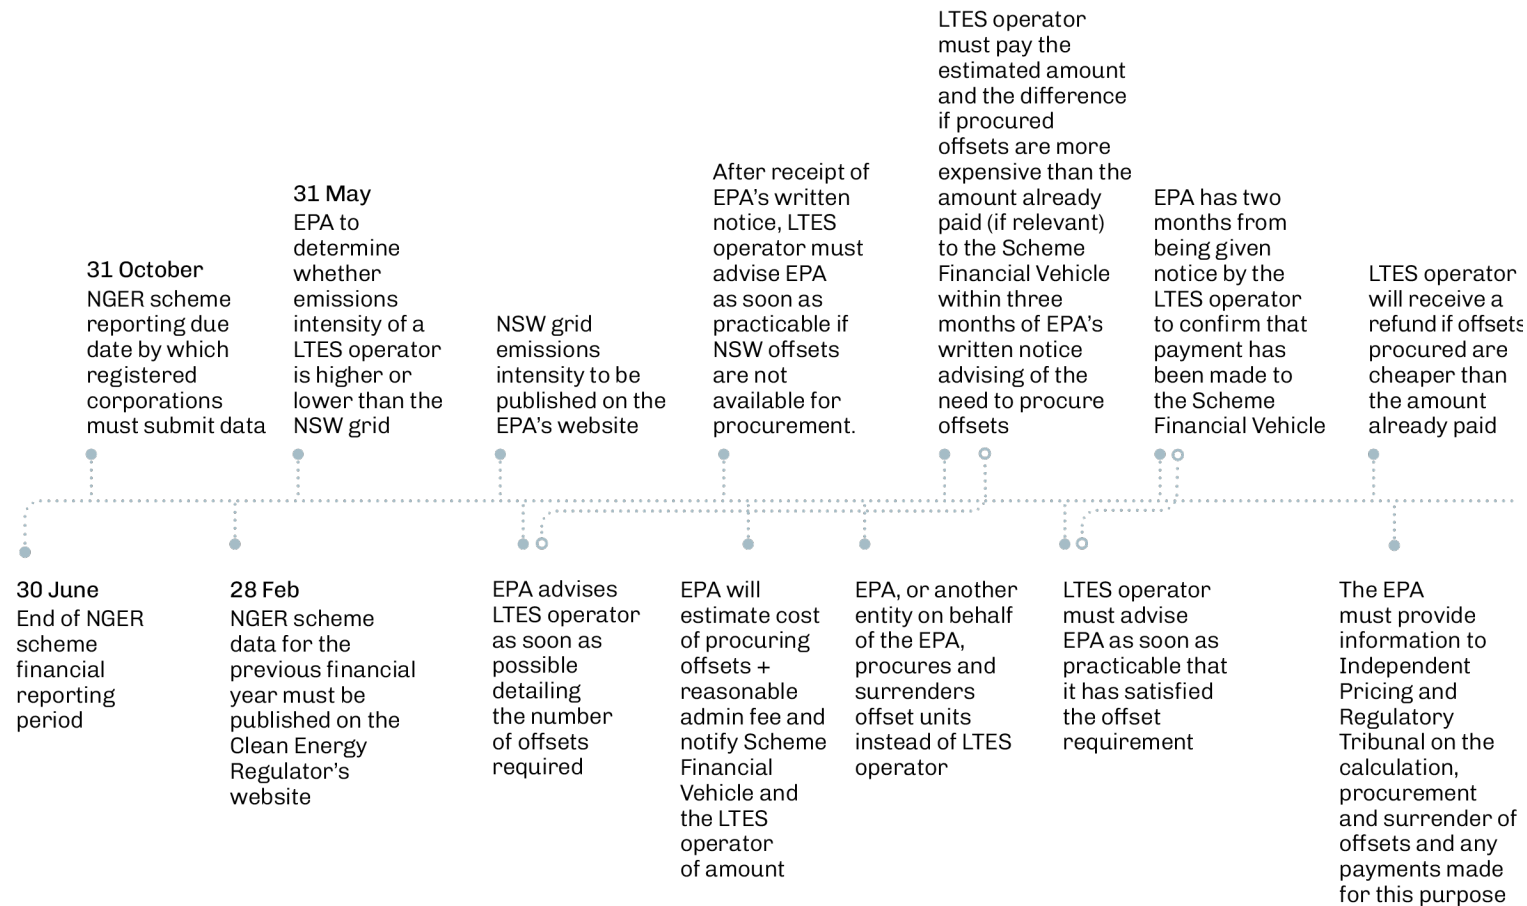 LTES operator
must pay the
estimated amount
and the difference
if procured
offsets are more
expensive than the
amount already
paid (if relevant)
to the Scheme
Financial Vehicle
within three
months of EPA's
written notice
advising of the
need to procure
offsets
31 October
NGER scheme
reporting due
date by which
registered
corporations
must submit data
31 May
EPA to
determine
whether
emissions
intensity of a
LTES operator
is higher or
lower than the
NSW grid
NSW grid
emissions
intensity to be
published on the
EPA's website
After receipt of
EPA's written
notice, LTES
operator must
advise EPA
as soon as
practicable if
NSW offsets
are not
available for
procurement.
EPA has two
months from
being given
notice by the
LTES operator
to confirm that
payment has
been made to
the Scheme
Financial Vehicle
LTES operator
will receive a
refund if offsets
procured are
cheaper than
the amount
already paid
30 June
End of NGER
scheme
financial
reporting
period
28 Feb
NGER scheme
data for the
previous financial
year must be
published on the
Clean Energy
Regulator's
website
EPA advises
LTES operator
as soon as
possible
detailing
the number
of offsets
required
EPA will
estimate cost
of procuring
offsets +
reasonable
admin fee and
notify Scheme
Financial
Vehicle and
the LTES
operator
of amount
EPA, or another
entity on behalf
of the EPA,
procures and
surrenders
offset units
instead of LTES
operator
LTES operator
must advise
EPA as soon as
practicable that
it has satisfied
the offset
requirement
The EPA
must provide
information to
Independent
Pricing and
Regulatory
Tribunal on the
calculation,
procurement
and surrender of
offsets and any
payments made
for this purpose